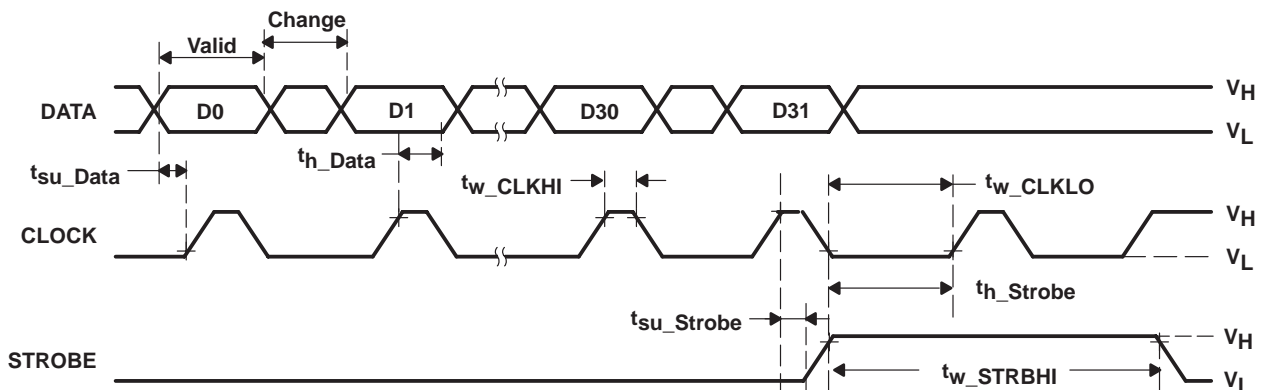 Change
Valid
DATA
D0
D1
D30
D31
VH
VL
th_Data
tsu_Data
tw_CLKHI
tw_CLKLO
CLOCK
VH
VL
th_Strobe
tsu_Strobe
STROBE
VH
tw_STRBHI
VL